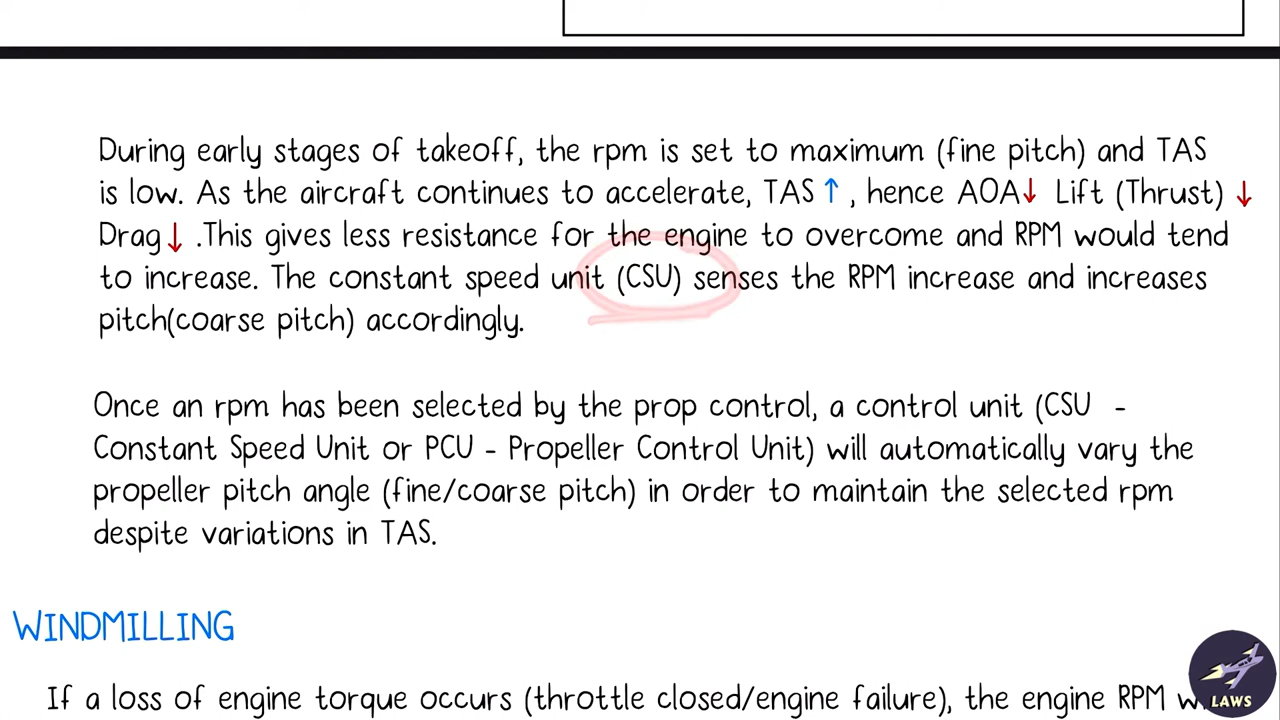 During early stages of takeoff, the rpm is set to maximum (fine pitch) and TAS
is low. As the aircraft continues to accelerate, TAS ↑ , hence AOA↓ Lift (Thrust) ↓
Drag↓ .This gives less resistance for the engine to overcome and RPM would tend
to increase. The constant speed unit (CSU) senses the RPM increase and increases
pitch(coarse pitch) accordingly.
Once an rpm has been selected by the prop control, a control unit (CSU -
Constant Speed Unit or PCU - Propeller Control Unit) will automatically vary the
propeller pitch angle (fine/coarse pitch) in order to maintain the selected rpm
despite variations in TAS.
WINDMILLING
If a loss of engine torque occurs (throttle closed/engine failure), the engine RPM
LAWS